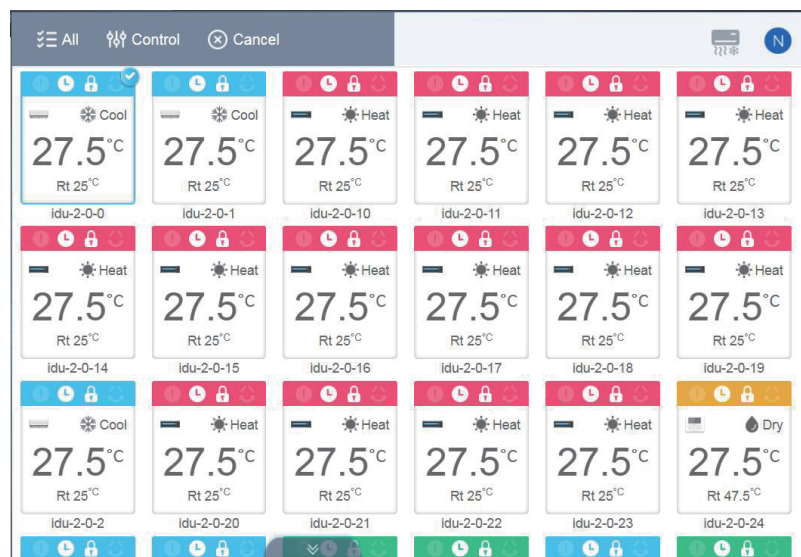 All Control Cancel N
Cool Cool Heat Heat Heat Heat
27.5°C 27.5°C 27.5°C 27.5°C 27.5°C 27.5°C
Rt 25°C Rt 25°C Rt 25°C Rt 25°C Rt 25°C Rt 25°C
idu-2-0-0 idu-2-0-1 idu-2-0-10 idu-2-0-11 idu-2-0-12 idu-2-0-13
Heat Heat Heat Heat Heat Heat
27.5°C 27.5°C 27.5°C 27.5°C 27.5°C 27.5°C
Rt 25°C Rt 25°C Rt 25°C Rt 25°C Rt 25°C Rt 25°C
idu-2-0-14 idu-2-0-15 idu-2-0-16 idu-2-0-17 idu-2-0-18 idu-2-0-19
Cool Heat Heat Heat Heat Dry
27.5°C 27.5°C 27.5°C 27.5°C 27.5°C 27.5°C
Rt 25°C Rt 25°C Rt 25°C Rt 25°C Rt 25°C Rt 47.5°C
idu-2-0-2 idu-2-0-20 idu-2-0-21 idu-2-0-22 idu-2-0-23 idu-2-0-24